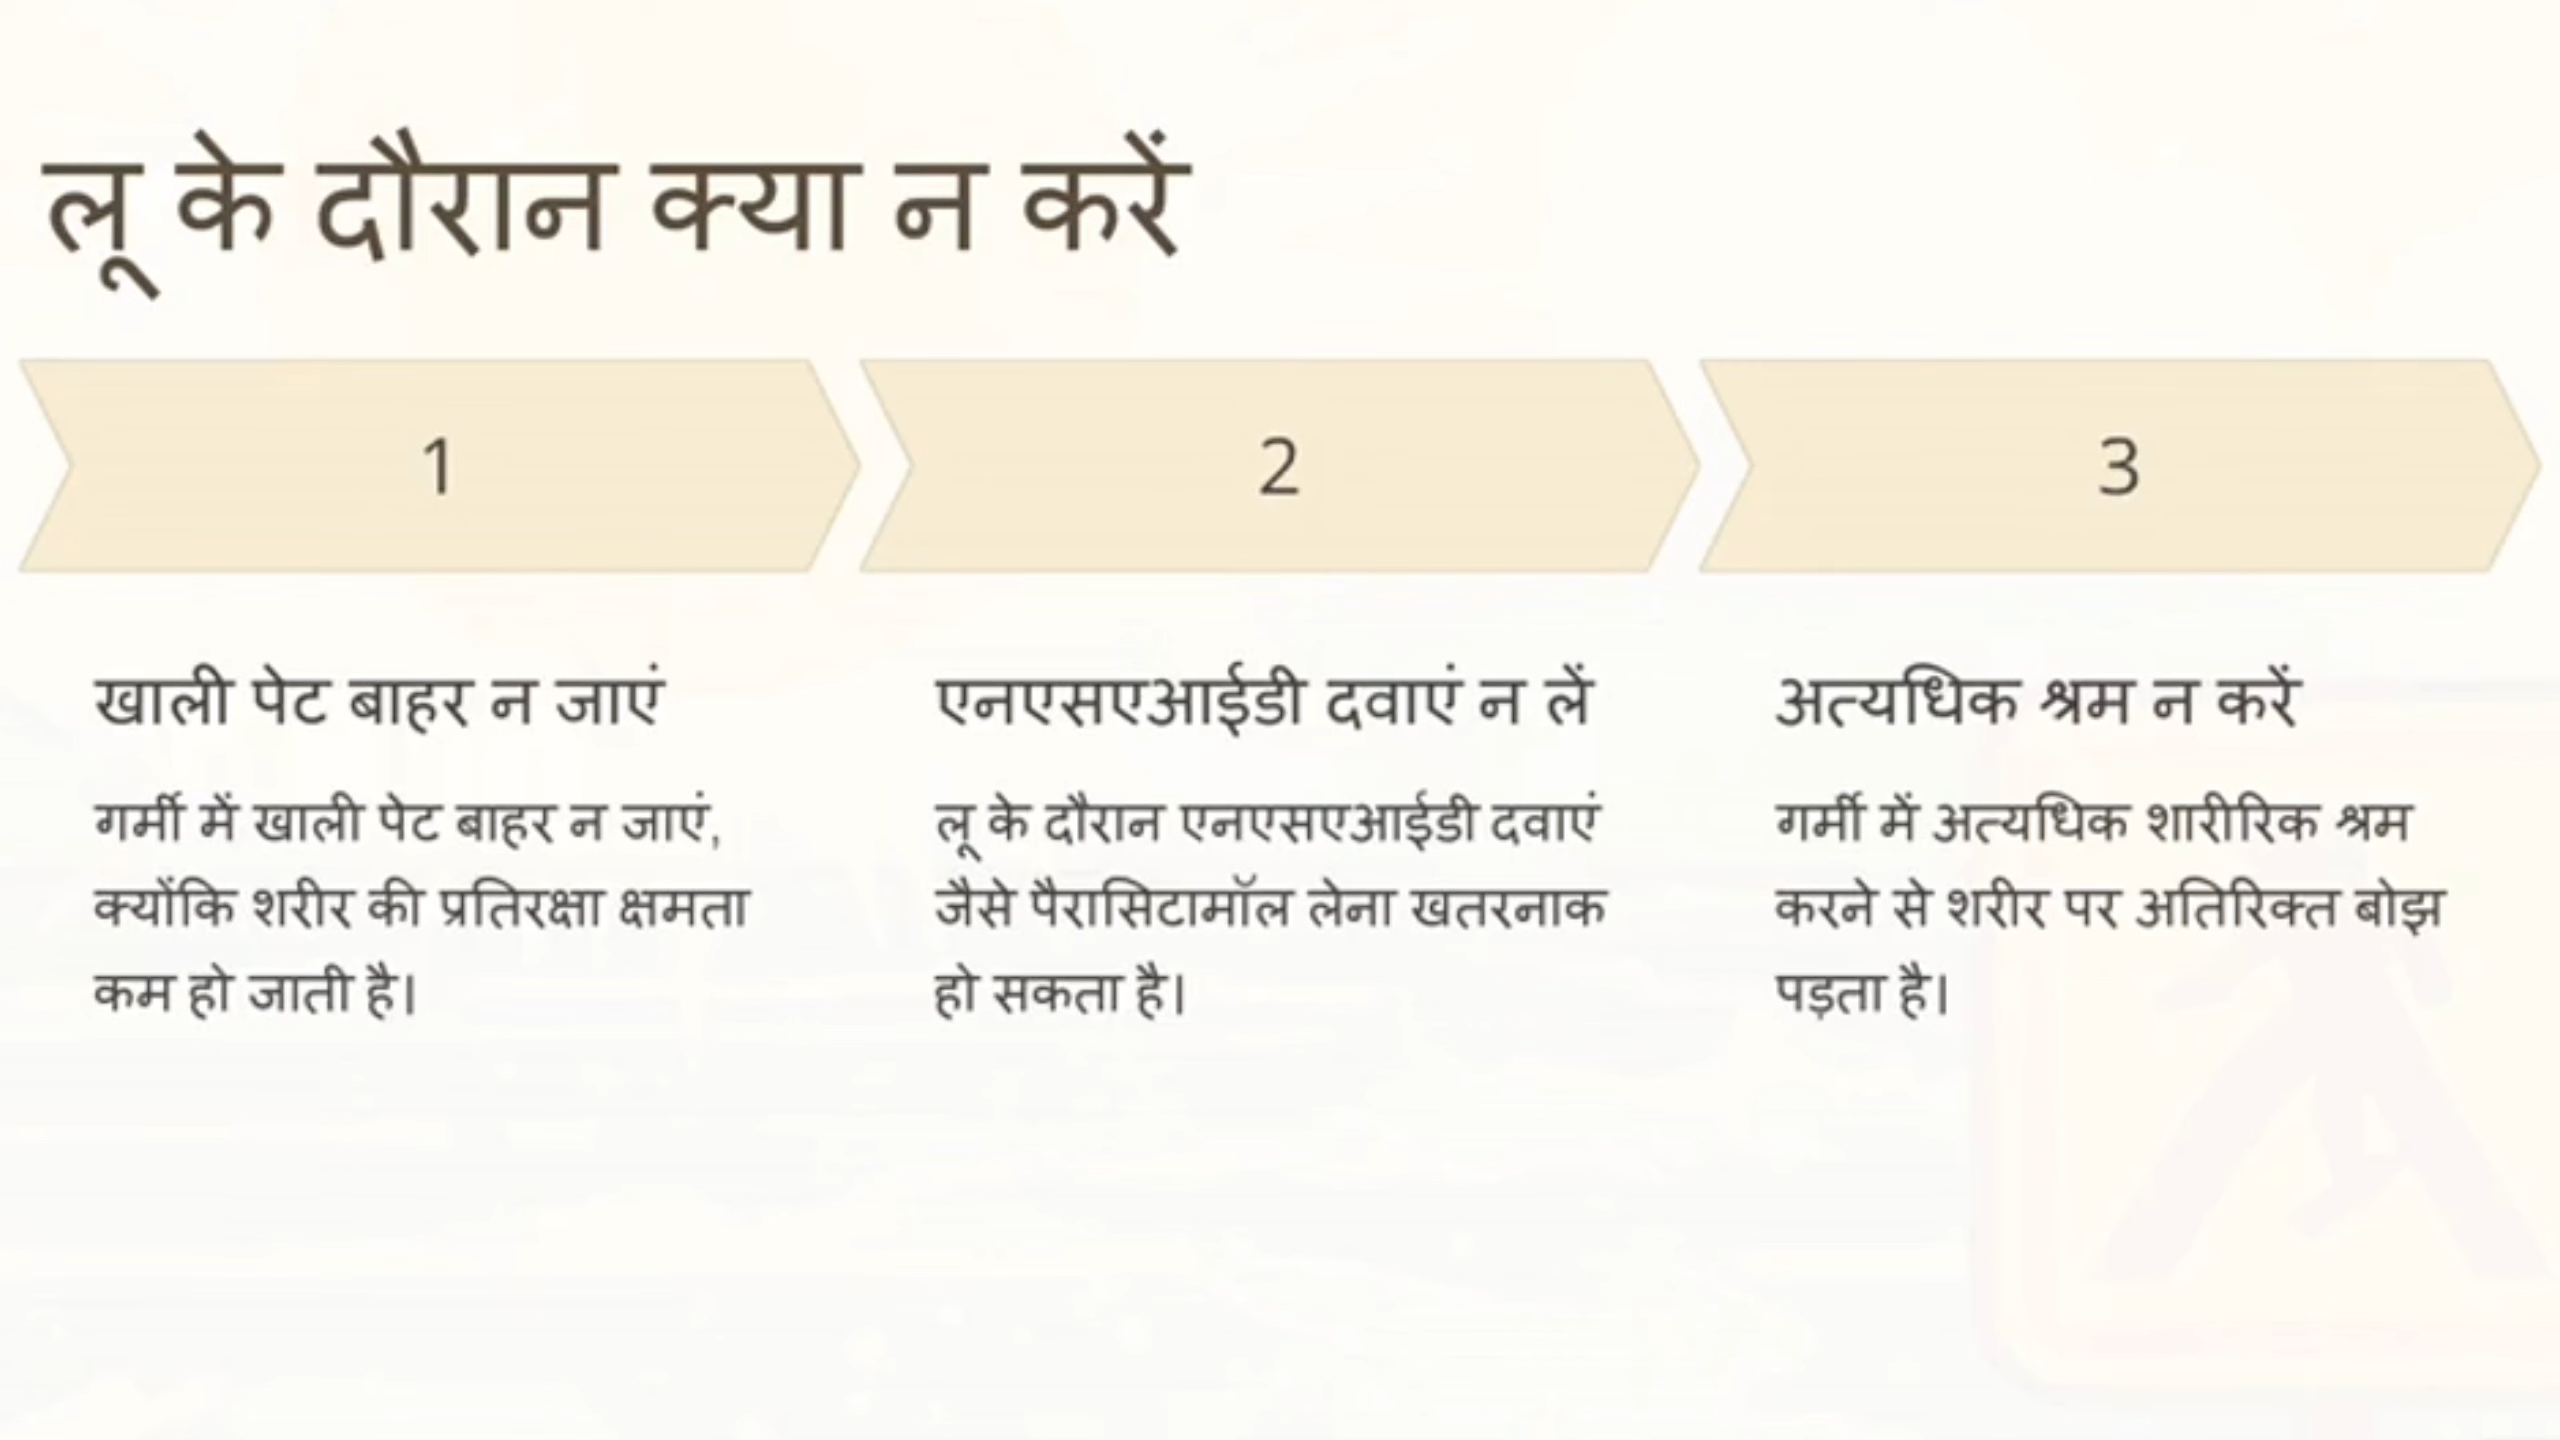 लू के दौरान क्या न करें
1
2
3
खाली पेट बाहर न जाएं
गर्मी में खाली पेट बाहर न जाएं,
क्योंकि शरीर की प्रतिरक्षा क्षमता
कम हो जाती है।
एनएसएआईडी दवाएं न लें
लू के दौरान एनएसएआईडी दवाएं
जैसे पैरासिटामॉल लेना खतरनाक
हो सकता है।
अत्यधिक श्रम न करें
गर्मी में अत्यधिक शारीरिक श्रम
करने से शरीर पर अतिरिक्त बोझ
पड़ता है।